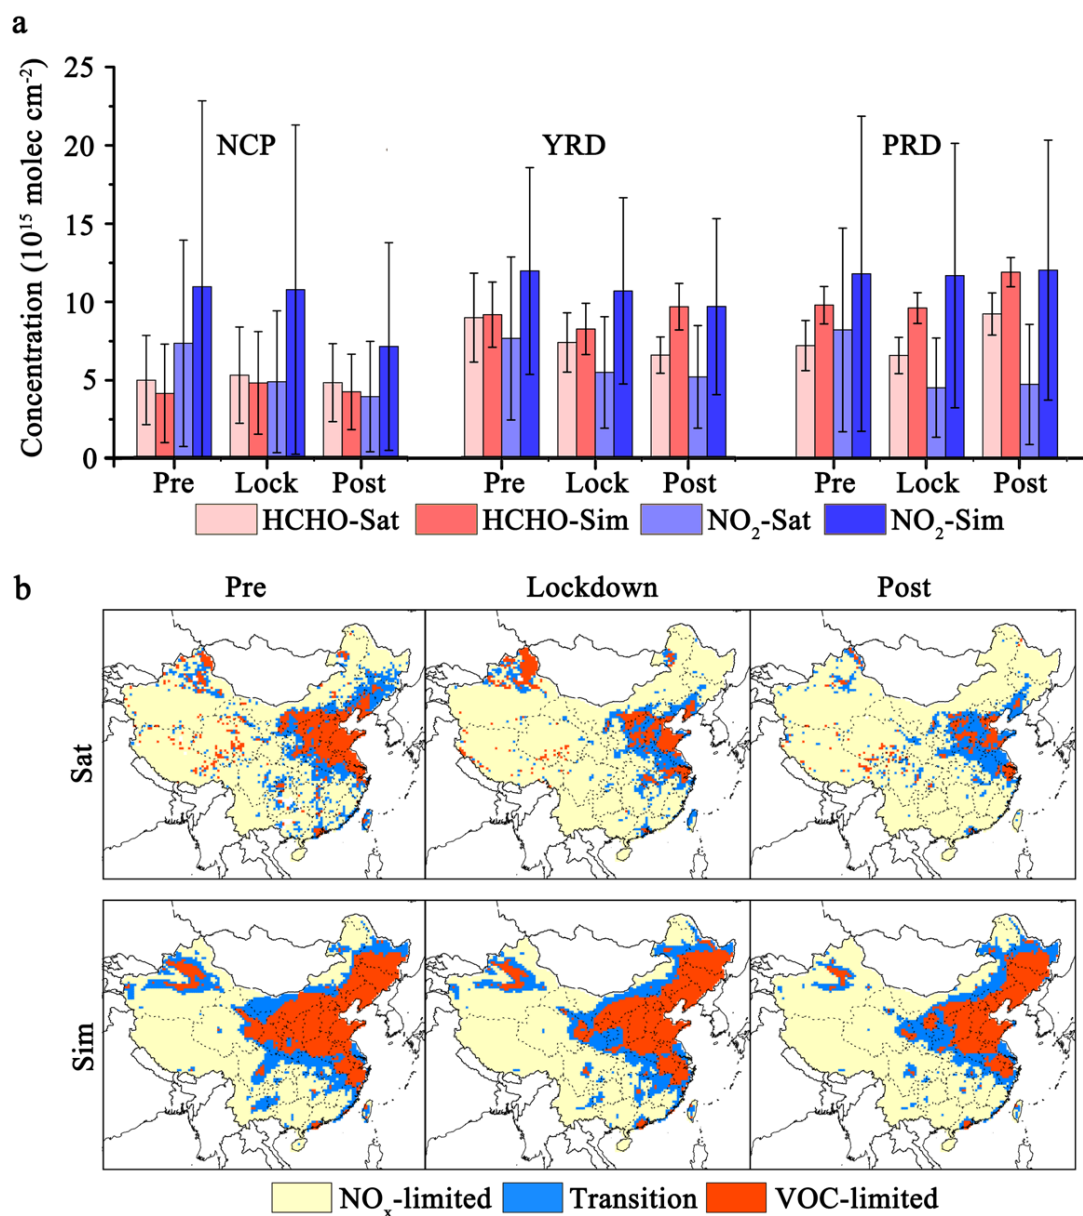 a
25
20
15
10
5
0
Concentration (10¹⁵ molec cm⁻²)
NCP YRD PRD
Pre Lock Post Pre Lock Post Pre Lock Post
HCHO-Sat HCHO-Sim NO₂-Sat NO₂-Sim
b
Pre Lockdown Post
Sat
Sim
NOₓ-limited Transition VOC-limited